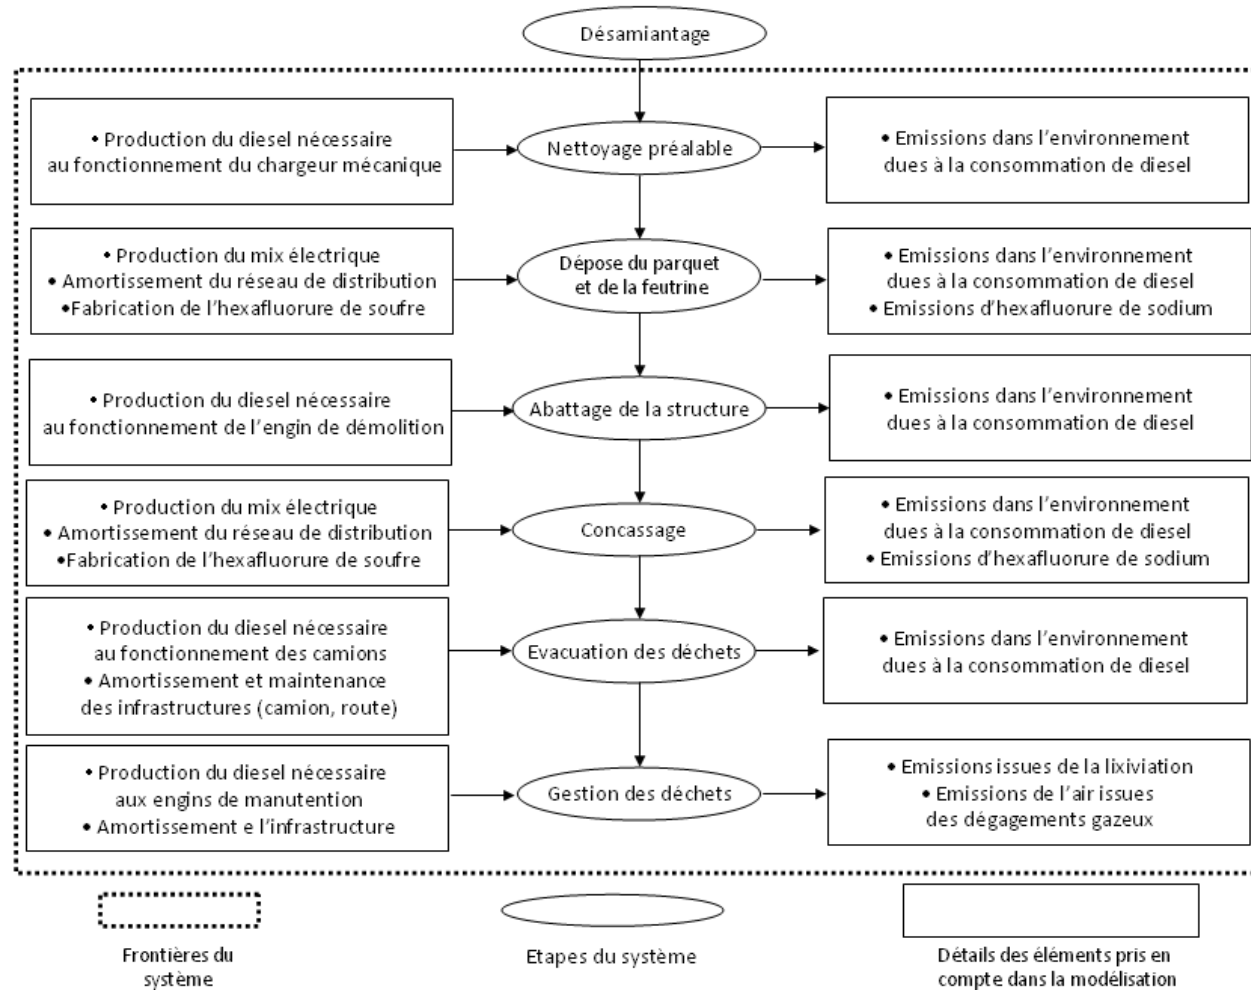 Désamiantage
• Production du diesel nécessaire
au fonctionnement du chargeur mécanique
Nettoyage préalable
• Emissions dans l'environnement
dues à la consommation de diesel
• Production du mix électrique
• Amortissement du réseau de distribution
•Fabrication de l'hexafluorure de soufre
Dépose du parquet
et de la feutrine
• Emissions dans l'environnement
dues à la consommation de diesel
• Emissions d'hexafluorure de sodium
• Production du diesel nécessaire
au fonctionnement de l'engin de démolition
Abattage de la structure
• Emissions dans l'environnement
dues à la consommation de diesel
• Production du mix électrique
• Amortissement du réseau de distribution
•Fabrication de l'hexafluorure de soufre
Concassage
• Emissions dans l'environnement
dues à la consommation de diesel
• Emissions d'hexafluorure de sodium
• Production du diesel nécessaire
au fonctionnement des camions
• Amortissement et maintenance
des infrastructures (camion, route)
Evacuation des déchets
• Emissions dans l'environnement
dues à la consommation de diesel
• Production du diesel nécessaire
aux engins de manutention
• Amortissement e l'infrastructure
Gestion des déchets
• Emissions issues de la lixiviation
• Emissions de l'air issues
des dégagements gazeux
Frontières du
système
Etapes du système
Détails des éléments pris en
compte dans la modélisation